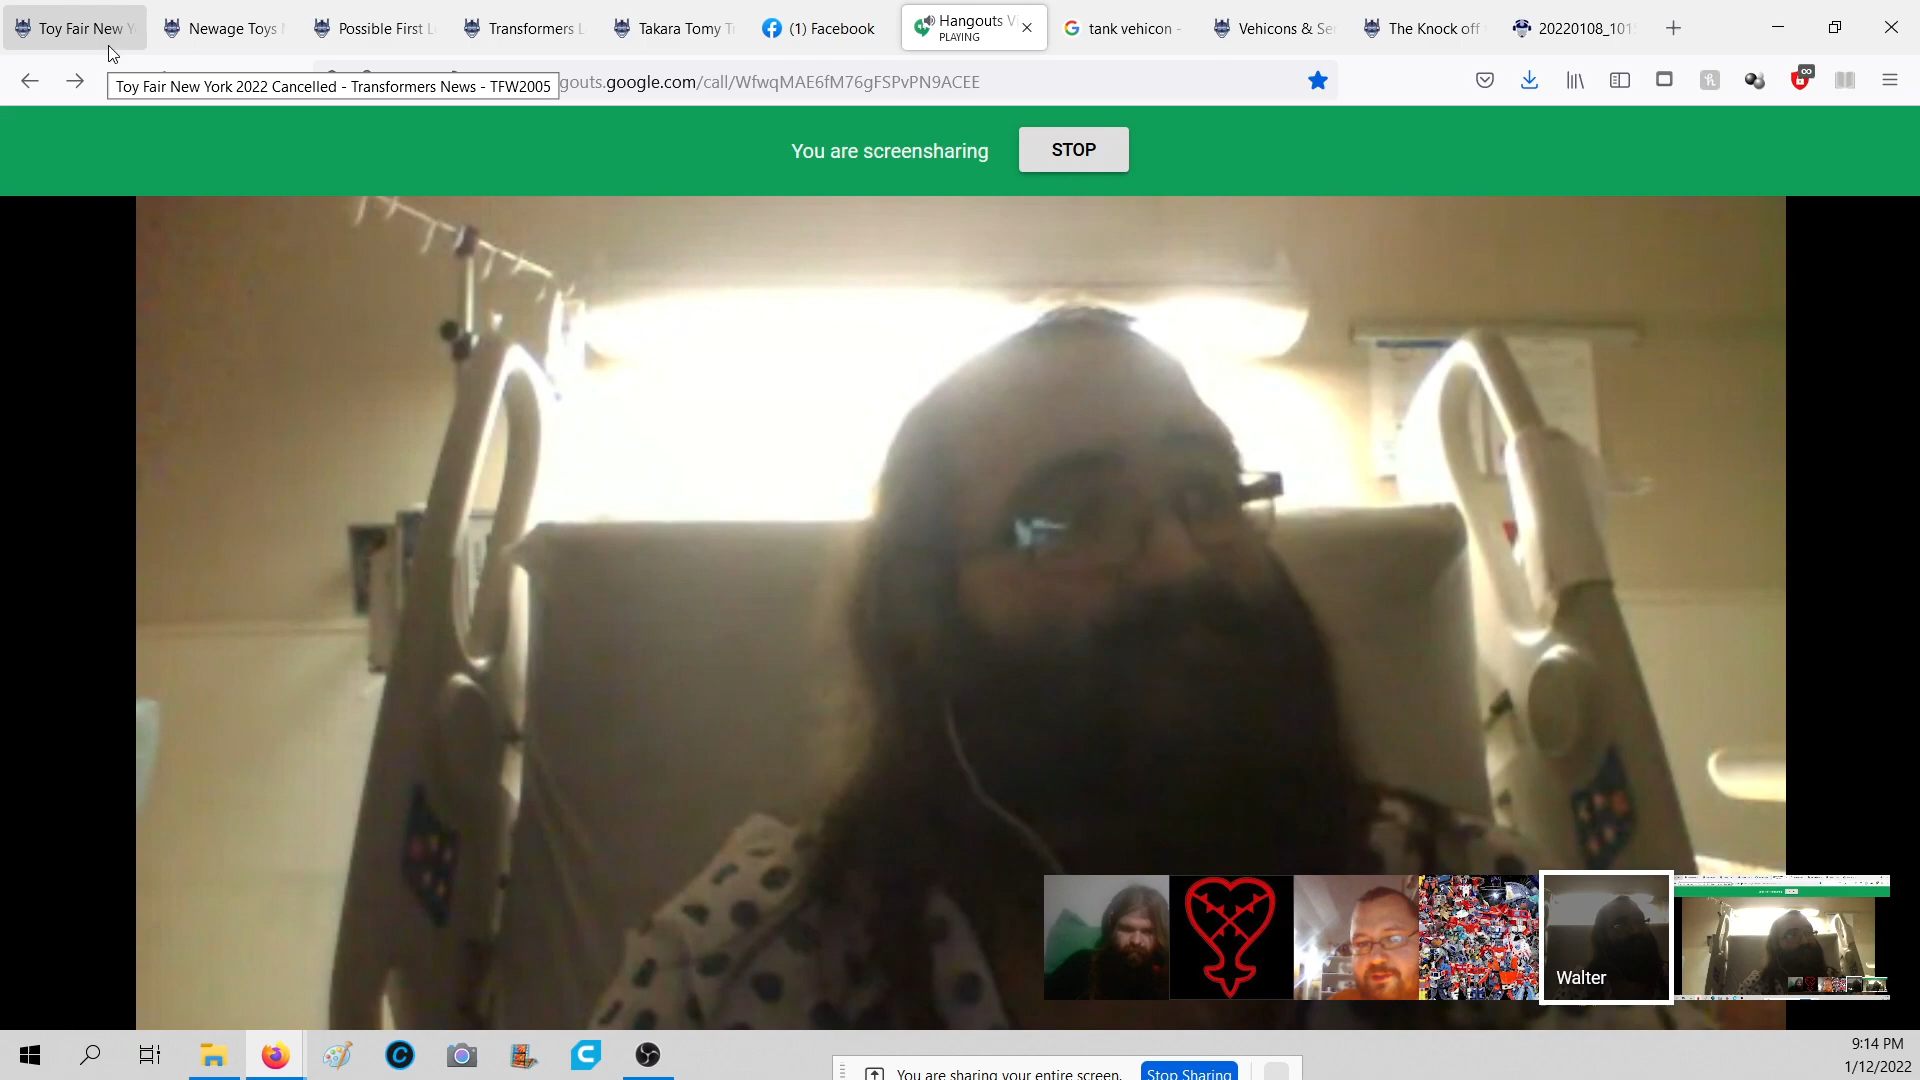 Toy Fair New Y
Newage Toys
Possible First L
Transformers L
Takara Tomy T
(1) Facebook
Hangouts Vi
PLAYING
tank vehicon -
Vehicons & Se
The Knock off
20220108_101
Toy Fair New York 2022 Cancelled - Transformers News - TFW2005
gouts.google.com/call/WfwqMAE6fM76gFSPvPN9ACEE
You are screensharing
STOP
Walter
9:14 PM
1/12/2022
You are sharing your entire screen.
Stop Sharing